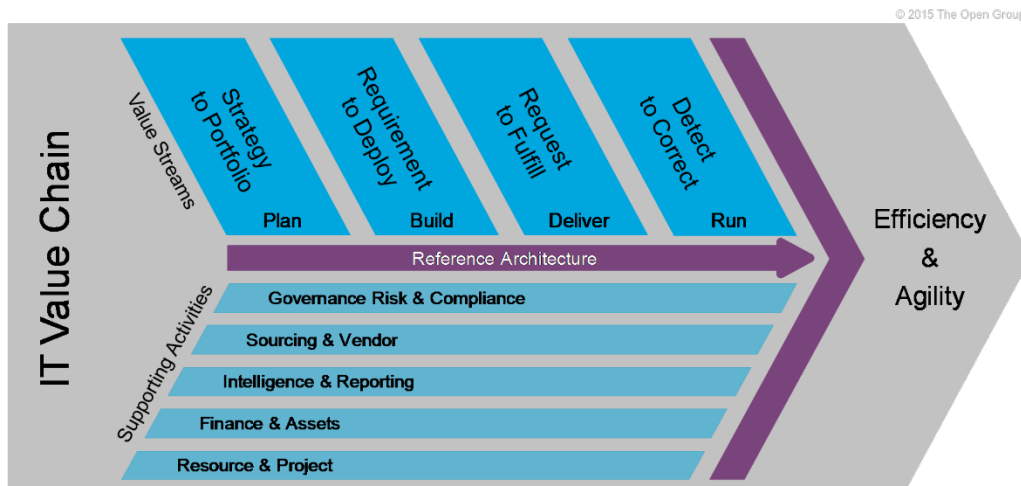 © 2015 The Open Group
IT Value Chain
Value Streams
Strategy
to Portfolio
Plan
Requirement
to Deploy
Build
Request
to Fulfill
Deliver
Detect
to Correct
Run
Reference Architecture
Efficiency
&
Agility
Supporting Activities
Governance Risk & Compliance
Sourcing & Vendor
Intelligence & Reporting
Finance & Assets
Resource & Project